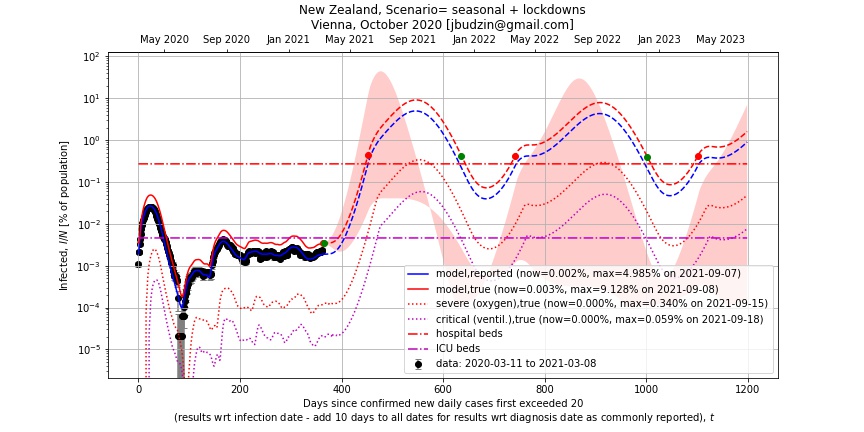 New Zealand, Scenario= seasonal + lockdowns
Vienna, October 2020 [jbudzin@gmail.com]
May 2020 Sep 2020 Jan 2021 May 2021 Sep 2021 Jan 2022 May 2022 Sep 2022 Jan 2023 May 2023
10²
10¹
10⁰
10⁻¹
10⁻²
10⁻³
10⁻⁴
10⁻⁵
Infected, I/N [% of population]
model,reported (now=0.002%, max=4.985% on 2021-09-07)
model,true (now=0.003%, max=9.128% on 2021-09-08)
severe (oxygen),true (now=0.000%, max=0.340% on 2021-09-15)
critical (ventil.),true (now=0.000%, max=0.059% on 2021-09-18)
hospital beds
ICU beds
data: 2020-03-11 to 2021-03-08
0 200 400 600 800 1000 1200
Days since confirmed new daily cases first exceeded 20
(results wrt infection date - add 10 days to all dates for results wrt diagnosis date as commonly reported), t